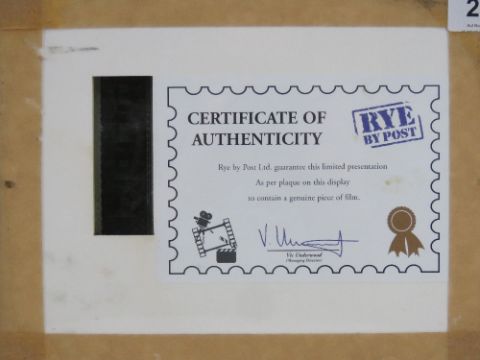 2
CERTIFICATE OF
AUTHENTICITY
RYE
BY POST
Rye by Post Ltd. guarantee this limited presentation
As per plaque on this display
to contain a genuine piece of film.
Vic Underwood
Managing Director